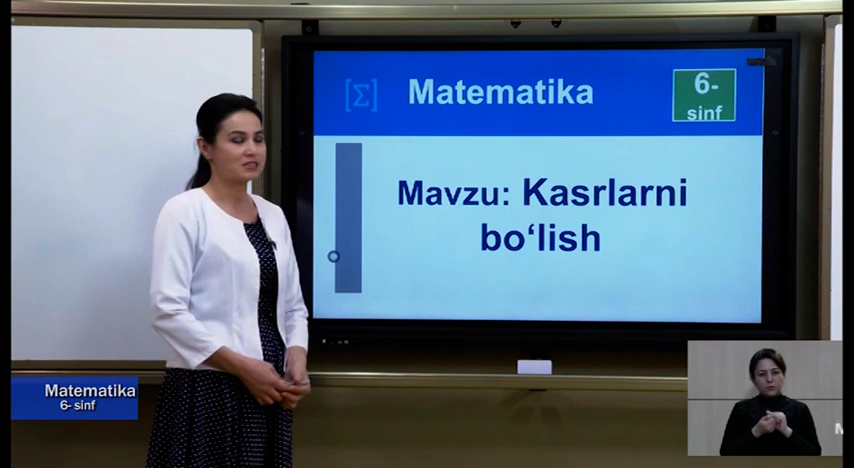 [Σ] Matematika
6-
sinf
Mavzu: Kasrlarni
bo‘lish
Matematika
6- sinf